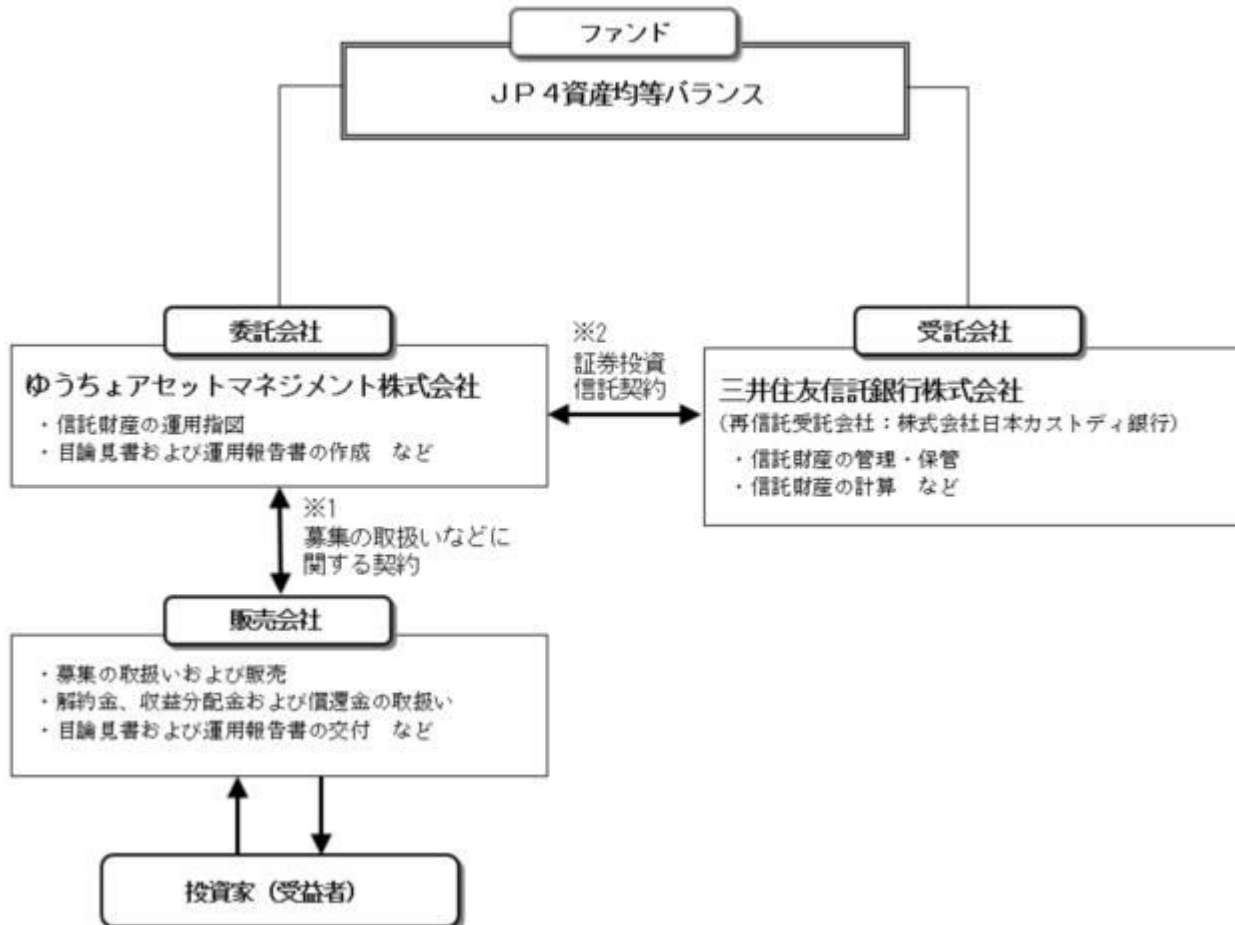 ファンド
JP4資産均等バランス
委託会社
ゆうちょアセットマネジメント株式会社
・信託財産の運用指図
・目論見書および運用報告書の作成　など
※2
証券投資
信託契約
受託会社
三井住友信託銀行株式会社
(再信託受託会社：株式会社日本カストディ銀行)
・信託財産の管理・保管
・信託財産の計算　など
※1
募集の取扱いなどに
関する契約
販売会社
・募集の取扱いおよび販売
・解約金、収益分配金および償還金の取扱い
・目論見書および運用報告書の交付　など
投資家（受益者）